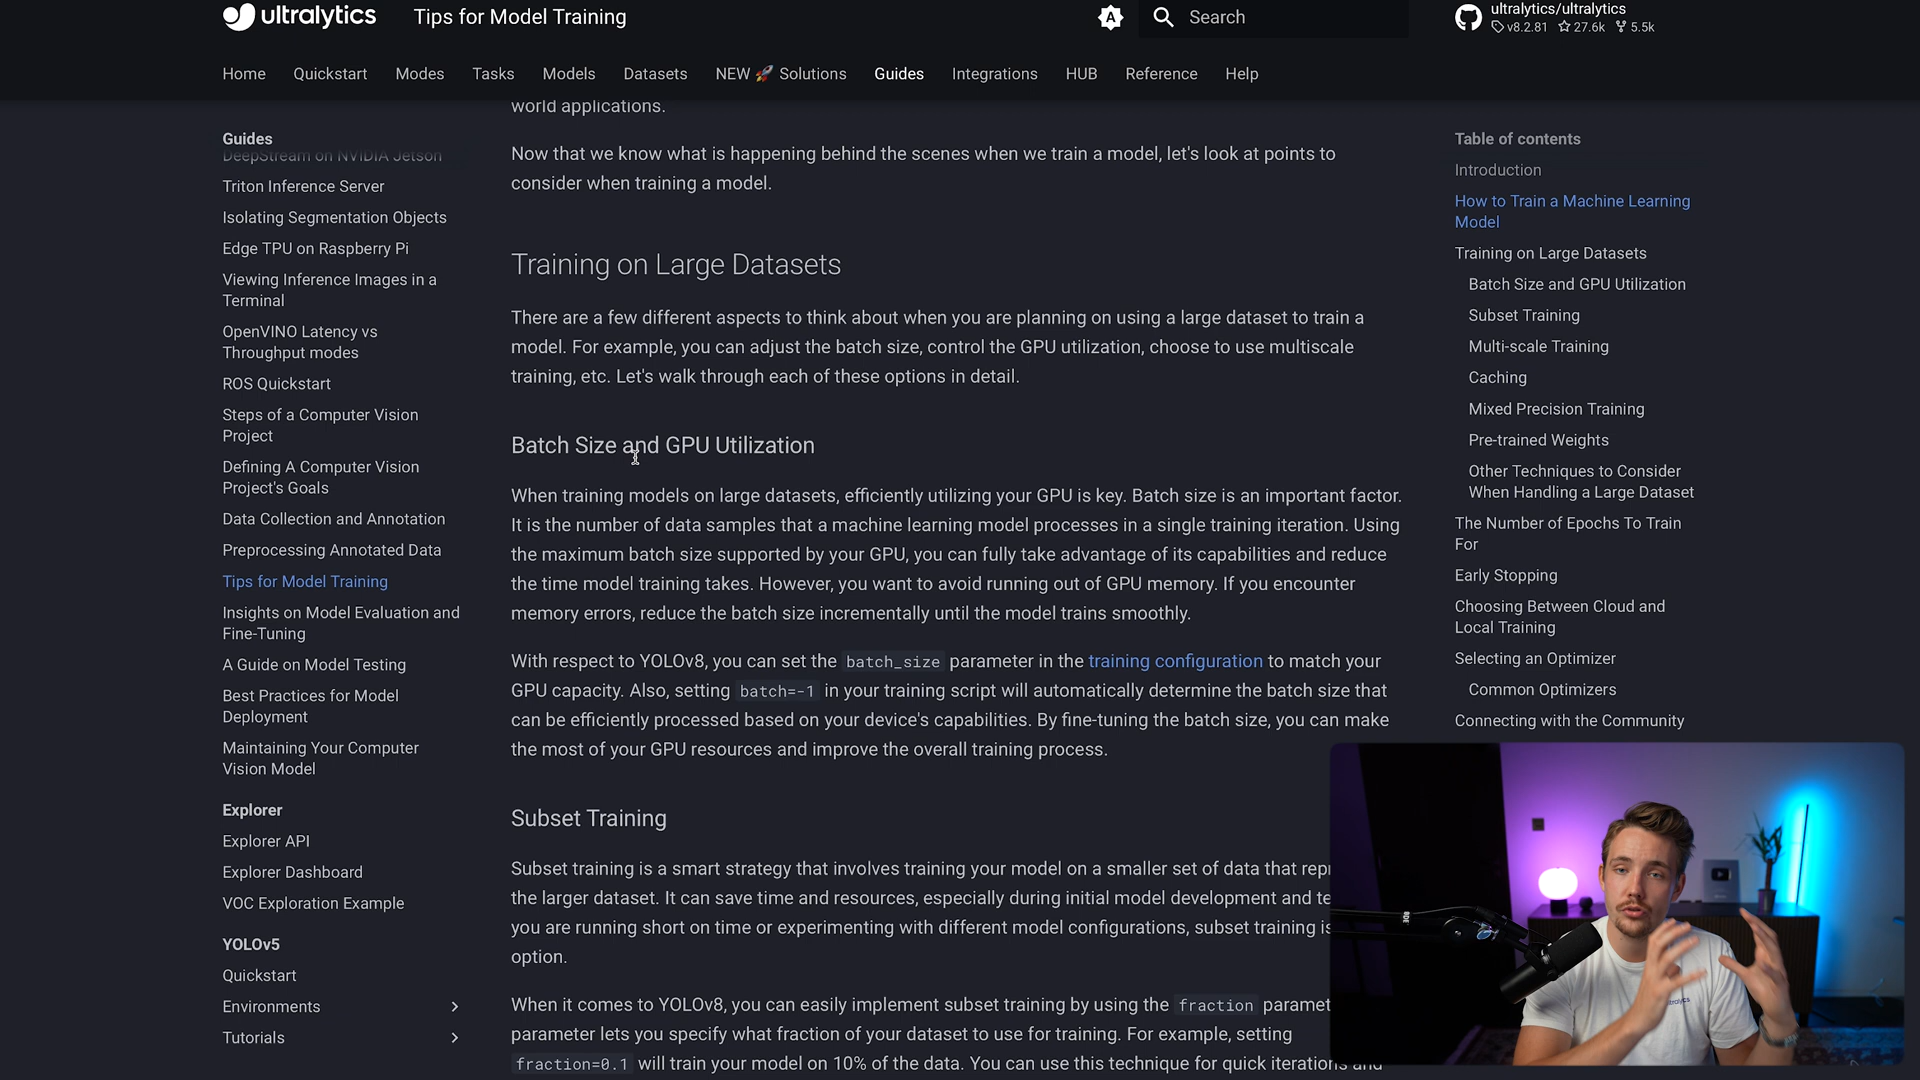 ultralytics
Tips for Model Training
A
Search
ultralytics/ultralytics
v8.2.81 27.6k 5.5k
Home Quickstart Modes Tasks Models Datasets NEW 🚀 Solutions Guides Integrations HUB Reference Help
Guides
DeepStream on NVIDIA Jetson
Triton Inference Server
Isolating Segmentation Objects
Edge TPU on Raspberry Pi
Viewing Inference Images in a
Terminal
OpenVINO Latency vs
Throughput modes
ROS Quickstart
Steps of a Computer Vision
Project
Defining A Computer Vision
Project's Goals
Data Collection and Annotation
Preprocessing Annotated Data
Tips for Model Training
Insights on Model Evaluation and
Fine-Tuning
A Guide on Model Testing
Best Practices for Model
Deployment
Maintaining Your Computer
Vision Model
Explorer
Explorer API
Explorer Dashboard
VOC Exploration Example
YOLOv5
Quickstart
Environments
Tutorials
world applications.
Now that we know what is happening behind the scenes when we train a model, let's look at points to
consider when training a model.
Training on Large Datasets
There are a few different aspects to think about when you are planning on using a large dataset to train a
model. For example, you can adjust the batch size, control the GPU utilization, choose to use multiscale
training, etc. Let's walk through each of these options in detail.
Batch Size and GPU Utilization
When training models on large datasets, efficiently utilizing your GPU is key. Batch size is an important factor.
It is the number of data samples that a machine learning model processes in a single training iteration. Using
the maximum batch size supported by your GPU, you can fully take advantage of its capabilities and reduce
the time model training takes. However, you want to avoid running out of GPU memory. If you encounter
memory errors, reduce the batch size incrementally until the model trains smoothly.
With respect to YOLOv8, you can set the batch_size parameter in the training configuration to match your
GPU capacity. Also, setting batch=-1 in your training script will automatically determine the batch size that
can be efficiently processed based on your device's capabilities. By fine-tuning the batch size, you can make
the most of your GPU resources and improve the overall training process.
Subset Training
Subset training is a smart strategy that involves training your model on a smaller set of data that repr
the larger dataset. It can save time and resources, especially during initial model development and te
you are running short on time or experimenting with different model configurations, subset training is
option.
When it comes to YOLOv8, you can easily implement subset training by using the fraction paramet
parameter lets you specify what fraction of your dataset to use for training. For example, setting
fraction=0.1 will train your model on 10% of the data. You can use this technique for quick iterations and
Table of contents
Introduction
How to Train a Machine Learning
Model
Training on Large Datasets
Batch Size and GPU Utilization
Subset Training
Multi-scale Training
Caching
Mixed Precision Training
Pre-trained Weights
Other Techniques to Consider
When Handling a Large Dataset
The Number of Epochs To Train
For
Early Stopping
Choosing Between Cloud and
Local Training
Selecting an Optimizer
Common Optimizers
Connecting with the Community
RØDE